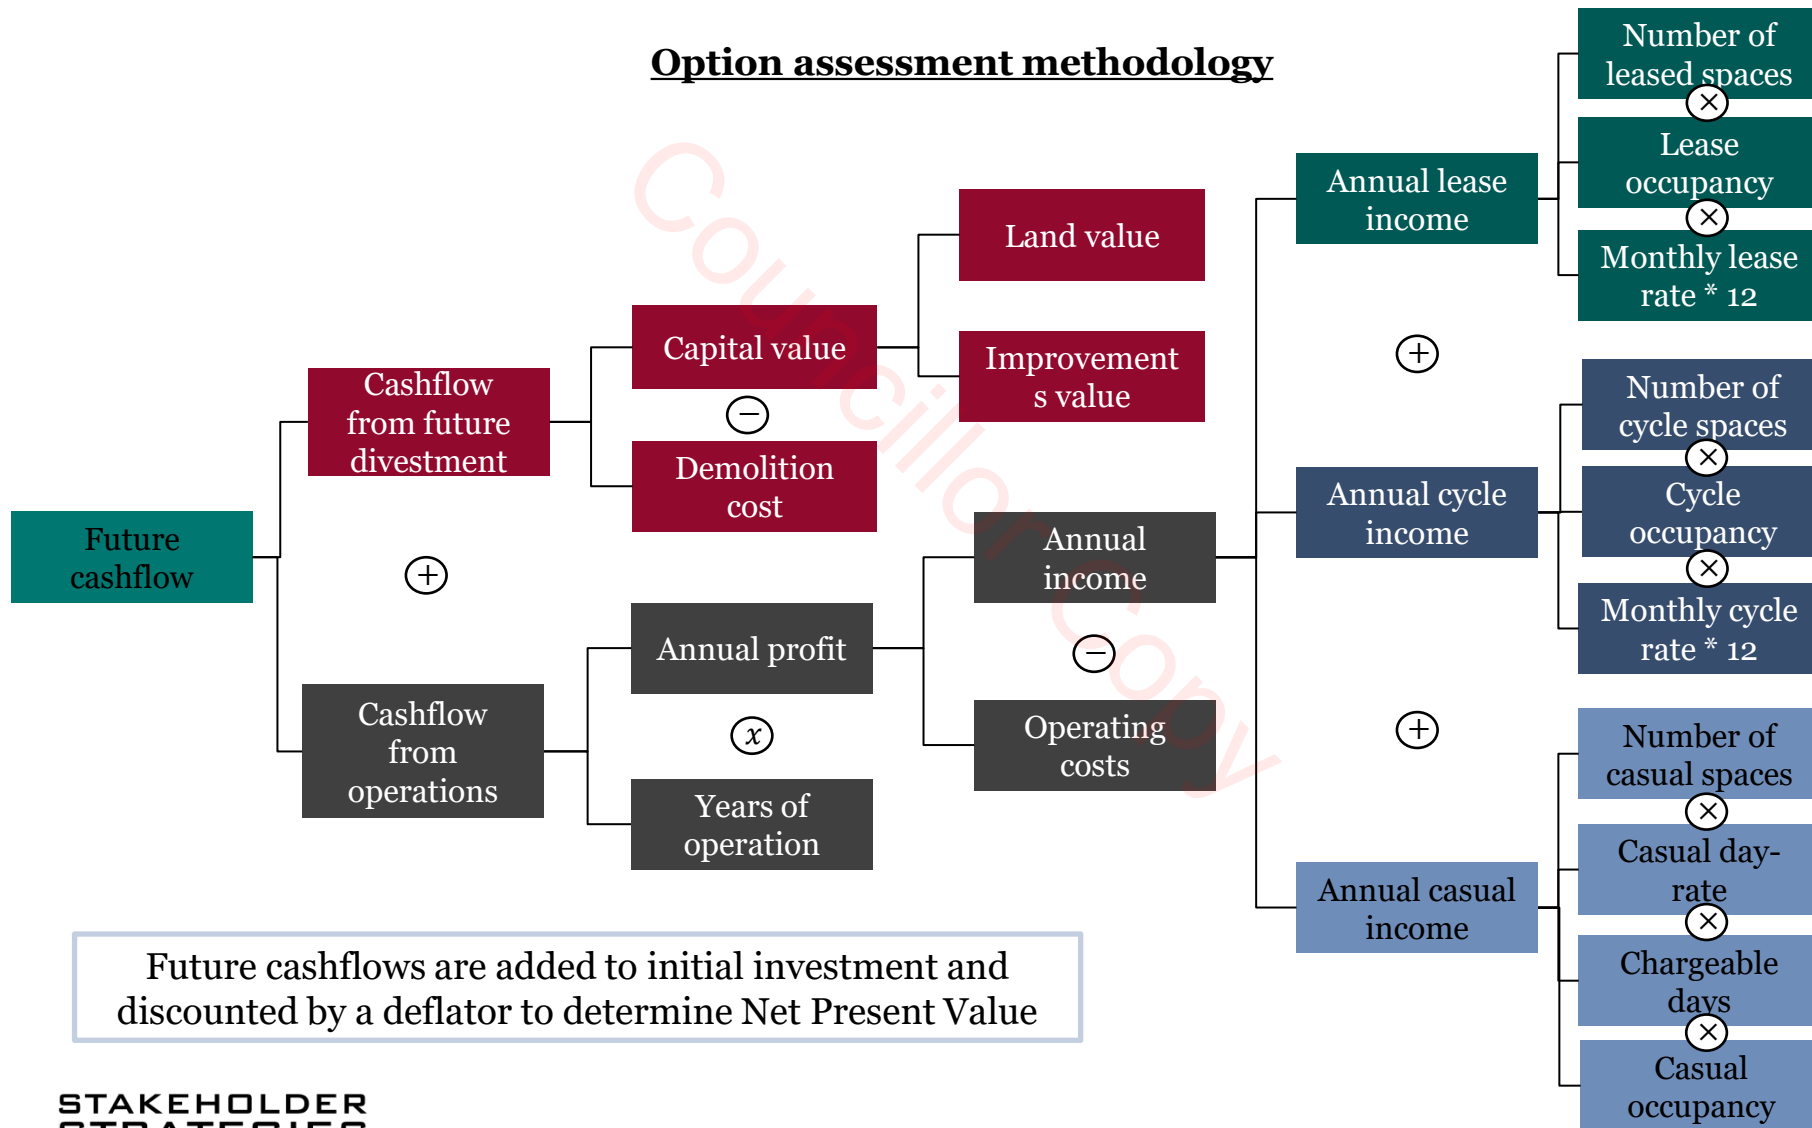 Option assessment methodology
Future
cashflow
Cashflow
from future
divestment
+
Cashflow
from
operations
Capital value
−
Demolition
cost
Annual profit
x
Years of
operation
Land value
Improvement
s value
Annual
income
−
Operating
costs
Annual lease
income
+
Annual cycle
income
+
Annual casual
income
Number of
leased spaces
×
Lease
occupancy
×
Monthly lease
rate * 12
Number of
cycle spaces
×
Cycle
occupancy
×
Monthly cycle
rate * 12
Number of
casual spaces
×
Casual day-
rate
×
Chargeable
days
×
Casual
occupancy
Future cashflows are added to initial investment and
discounted by a deflator to determine Net Present Value
Councillor Copy
STAKEHOLDER
STRATEGIES